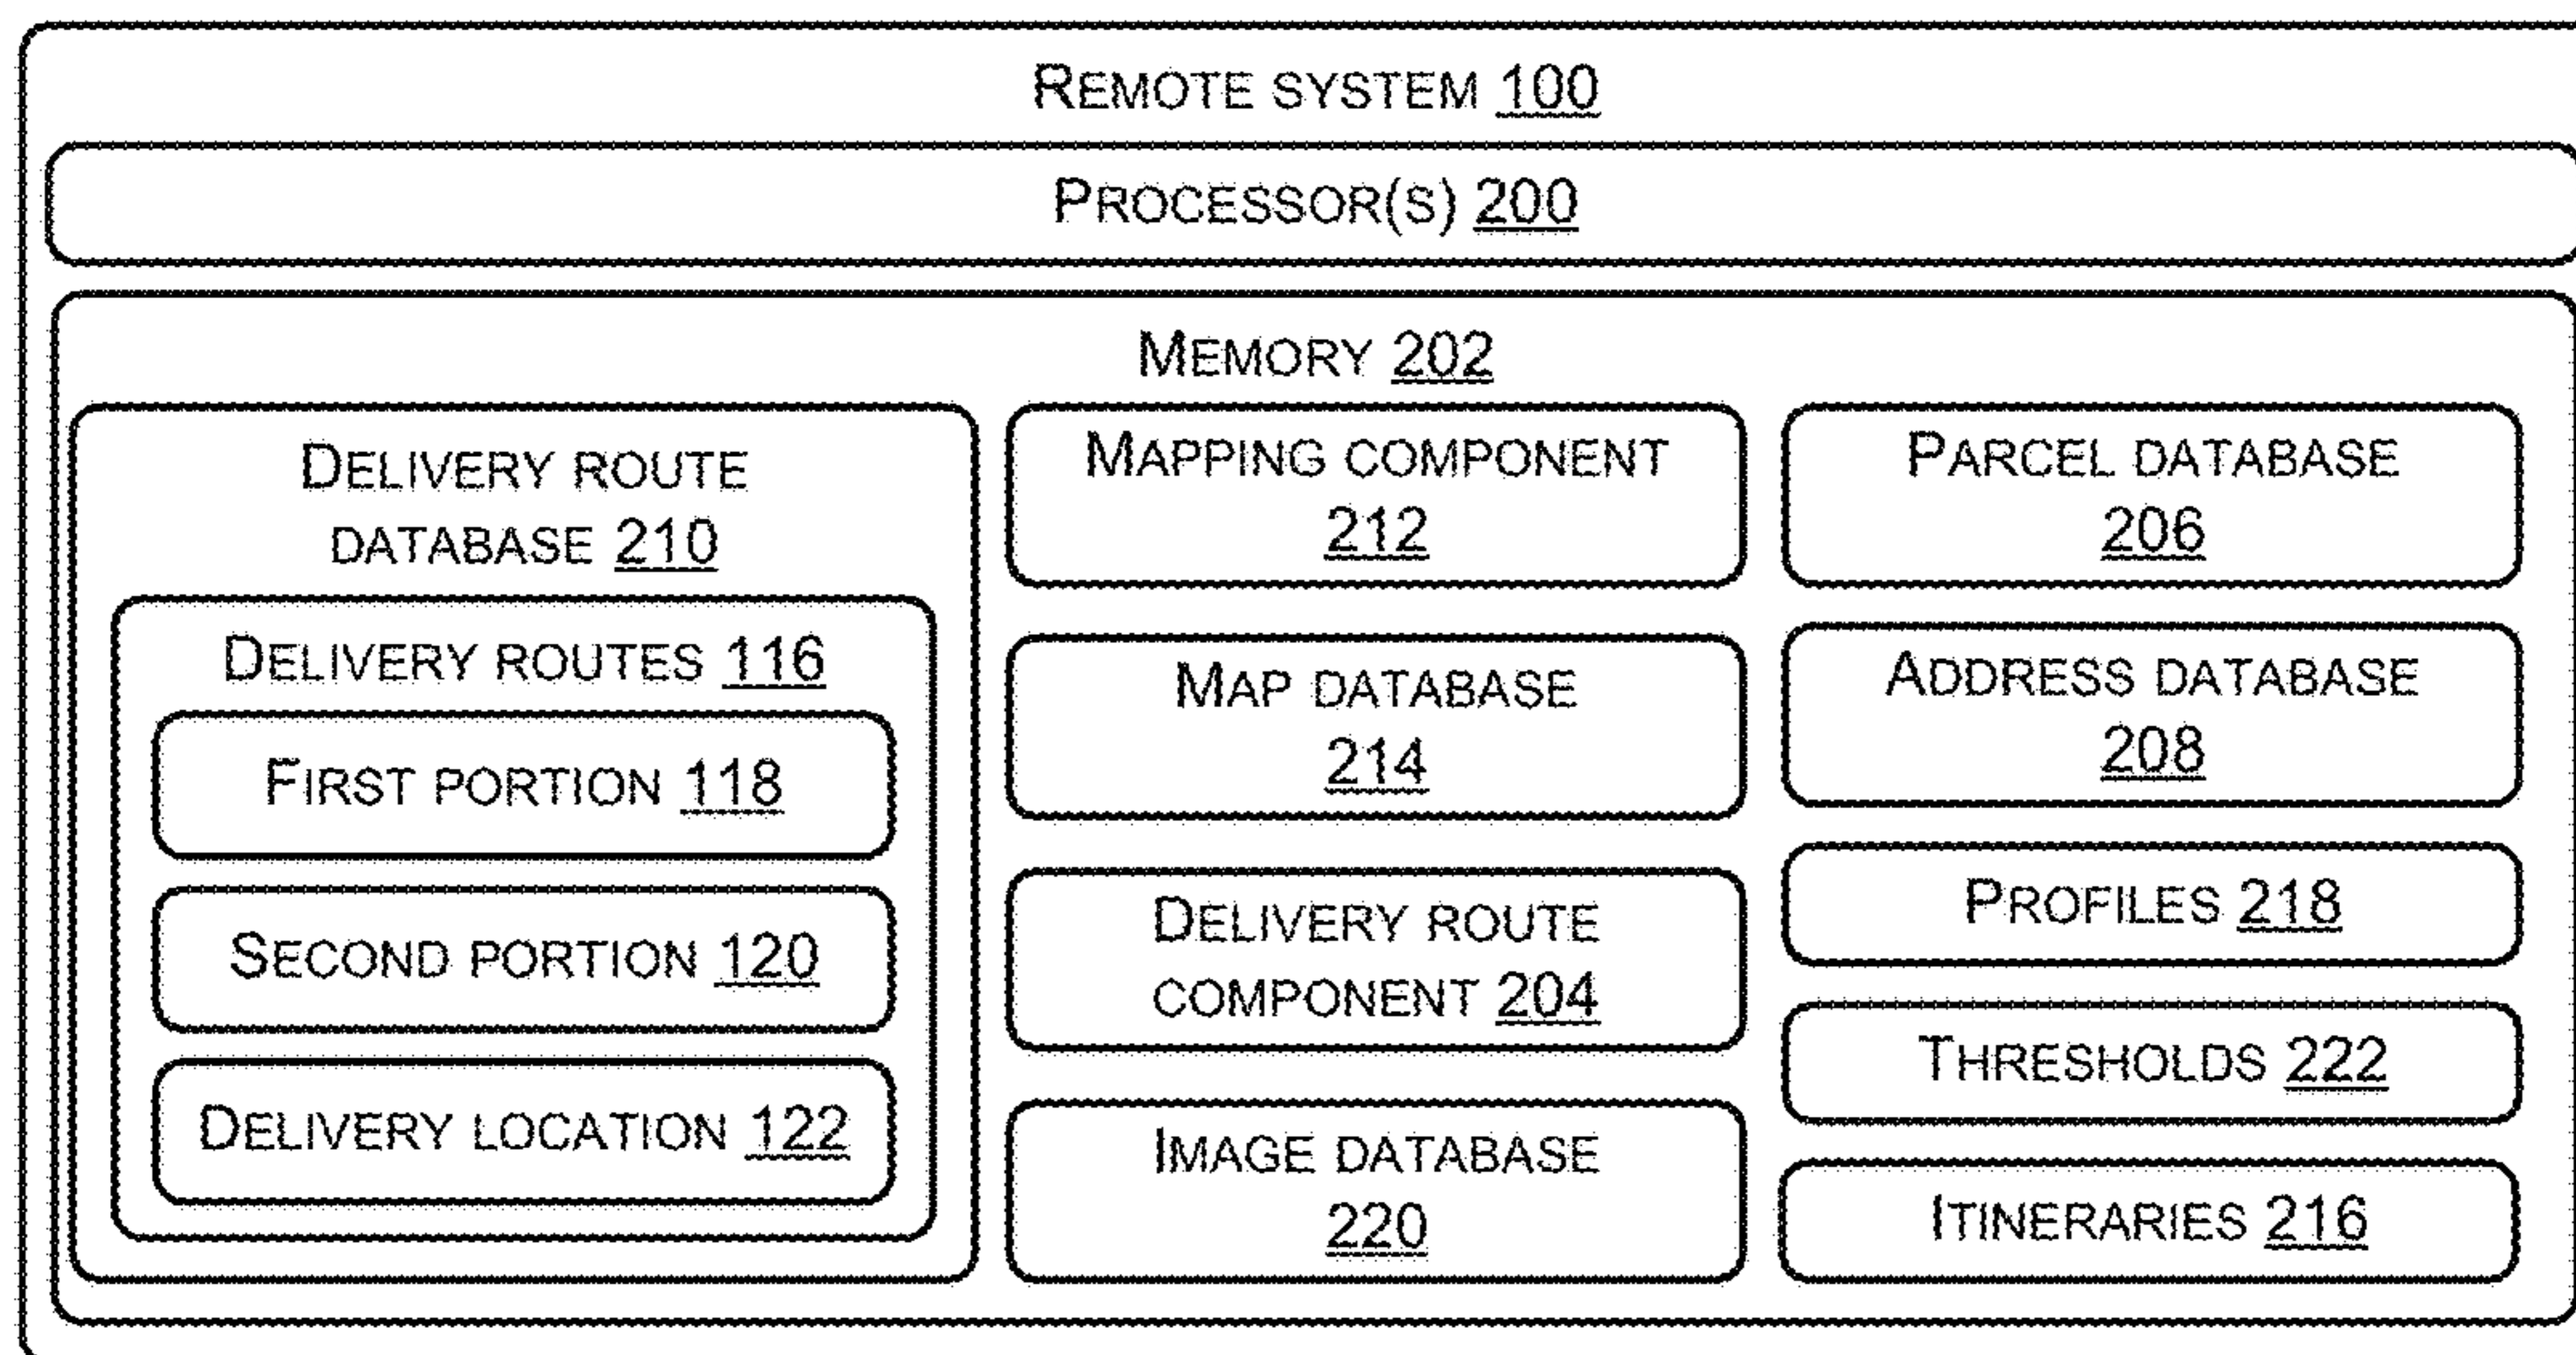 REMOTE SYSTEM 100
PROCESSOR(S) 200
MEMORY 202
DELIVERY ROUTE
DATABASE 210
DELIVERY ROUTES 116
FIRST PORTION 118
SECOND PORTION 120
DELIVERY LOCATION 122
MAPPING COMPONENT
212
MAP DATABASE
214
DELIVERY ROUTE
COMPONENT 204
IMAGE DATABASE
220
PARCEL DATABASE
206
ADDRESS DATABASE
208
PROFILES 218
THRESHOLDS 222
ITINERARIES 216